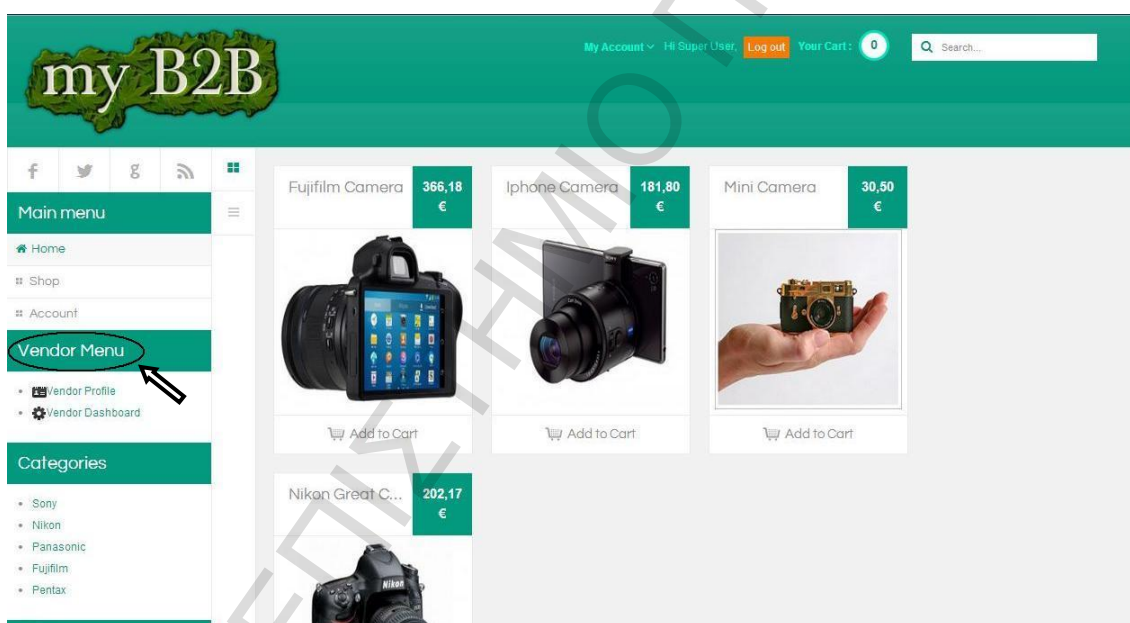 my B2B
My Account Hi Super User, Log out Your Cart : 0 Search...
Main menu
Home
Shop
Account
Vendor Menu
Vendor Profile
Vendor Dashboard
Categories
Sony
Nikon
Panasonic
Fujifilm
Pentax
Fujifilm Camera 366,18 €
Add to Cart
Iphone Camera 181,80 €
SONY
Add to Cart
Mini Camera 30,50 €
Add to Cart
Nikon Great C... 202,17 €
Nikon